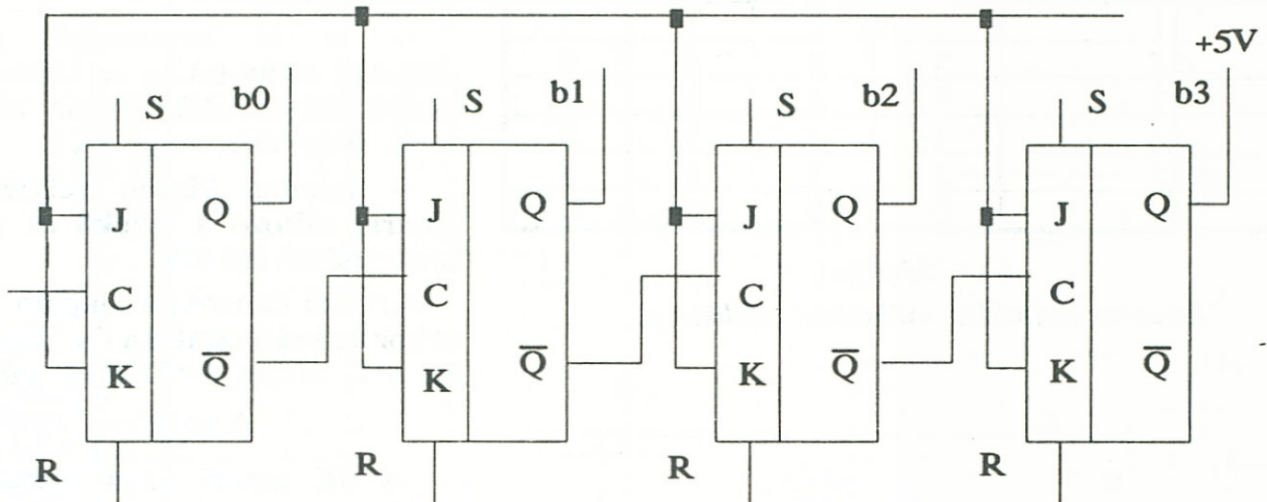 +5V
S b0 S b1 S b2 S b3
J Q J Q J Q J Q
C C C C
K Q̅ K Q̅ K Q̅ K Q̅
R R R R